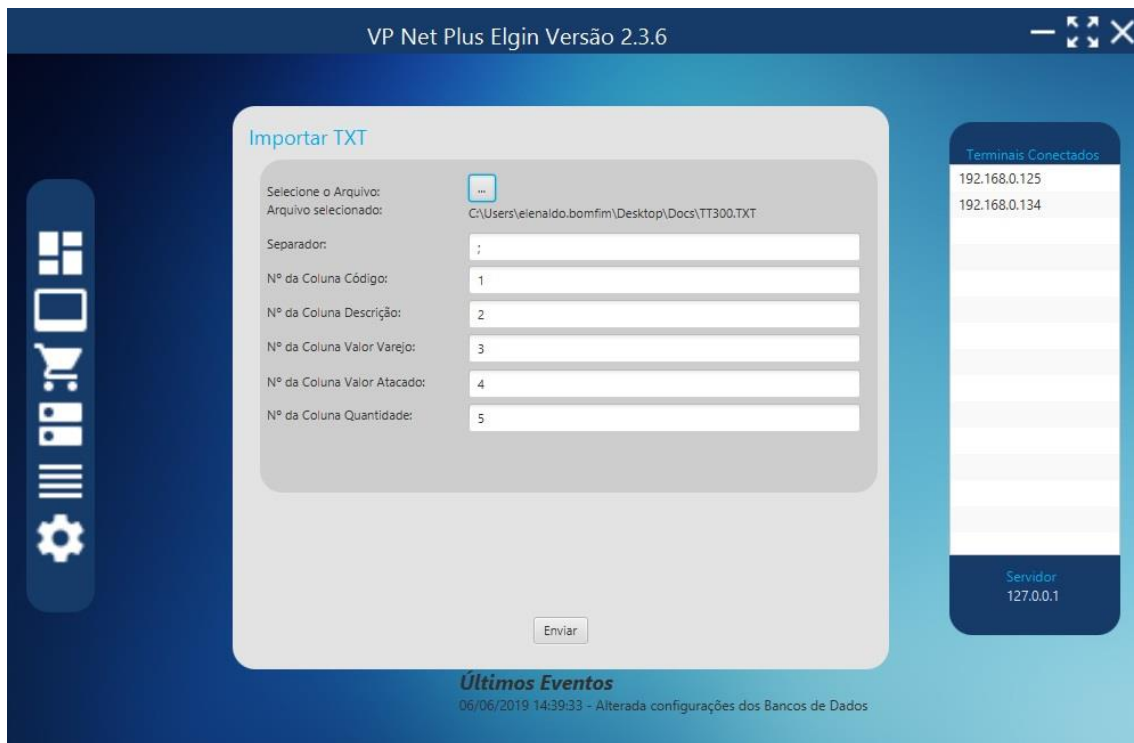 VP Net Plus Elgin Versão 2.3.6
Importar TXT
Selecione o Arquivo: ...
Arquivo selecionado: C:\Users\elenaldo.bomfim\Desktop\Docs\TT300.TXT
Separador: ;
Nº da Coluna Código: 1
Nº da Coluna Descrição: 2
Nº da Coluna Valor Varejo: 3
Nº da Coluna Valor Atacado: 4
Nº da Coluna Quantidade: 5
Enviar
Terminais Conectados
192.168.0.125
192.168.0.134
Servidor
127.0.0.1
Últimos Eventos
06/06/2019 14:39:33 - Alterada configurações dos Bancos de Dados